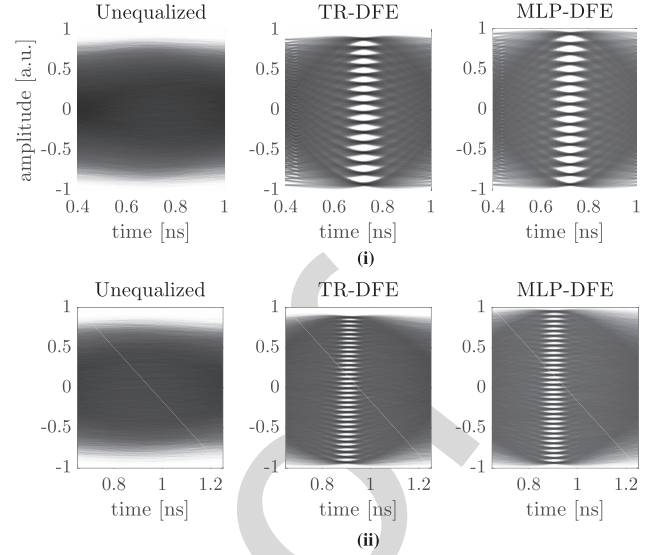 Unequalized TR-DFE MLP-DFE
1 1 1
0.5 0.5 0.5
0 0 0
-0.5 -0.5 -0.5
-1 -1 -1
amplitude [a.u.]
0.4 0.6 0.8 1 0.4 0.6 0.8 1 0.4 0.6 0.8 1
time [ns] time [ns] time [ns]
(i)
Unequalized TR-DFE MLP-DFE
1 1 1
0.5 0.5 0.5
0 0 0
-0.5 -0.5 -0.5
-1 -1 -1
0.8 1 1.2 0.8 1 1.2 0.8 1 1.2
time [ns] time [ns] time [ns]
(ii)